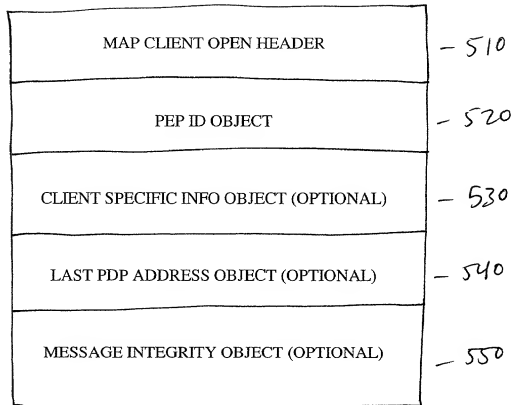 MAP CLIENT OPEN HEADER - 510
PEP ID OBJECT - 520
CLIENT SPECIFIC INFO OBJECT (OPTIONAL) - 530
LAST PDP ADDRESS OBJECT (OPTIONAL) - 540
MESSAGE INTEGRITY OBJECT (OPTIONAL) - 550